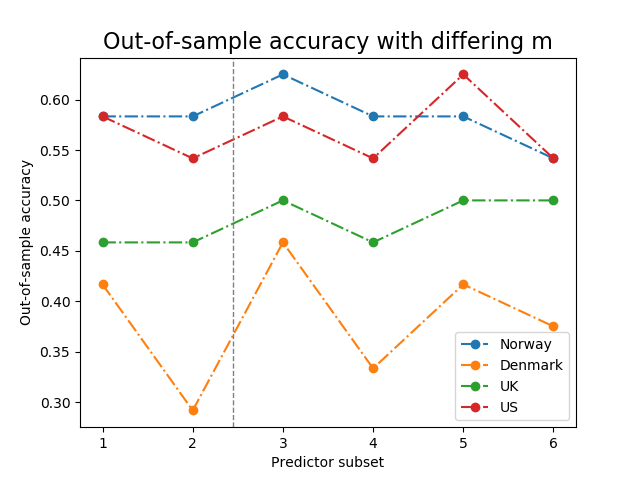 Out-of-sample accuracy with differing m
Out-of-sample accuracy
0.60
0.55
0.50
0.45
0.40
0.35
0.30
Norway
Denmark
UK
US
1 2 3 4 5 6
Predictor subset